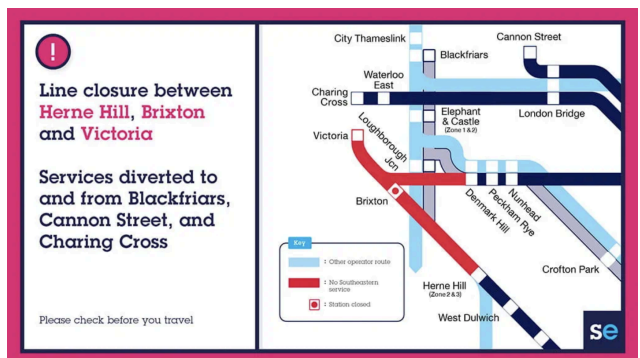 !
Line closure between
Herne Hill, Brixton
and Victoria
Services diverted to
and from Blackfriars,
Cannon Street, and
Charing Cross
Please check before you travel
City Thameslink
Blackfriars
Cannon Street
Waterloo
East
Charing
Cross
London Bridge
Elephant
& Castle
(Zone 1 & 2)
Victoria
Loughborough
Jcn
Brixton
Denmark Hill
Peckham Rye
Nunhead
Crofton Park
Herne Hill
(Zone 2 & 3)
West Dulwich
Key
: Other operator route
: No Southeastern
service
: Station closed
se